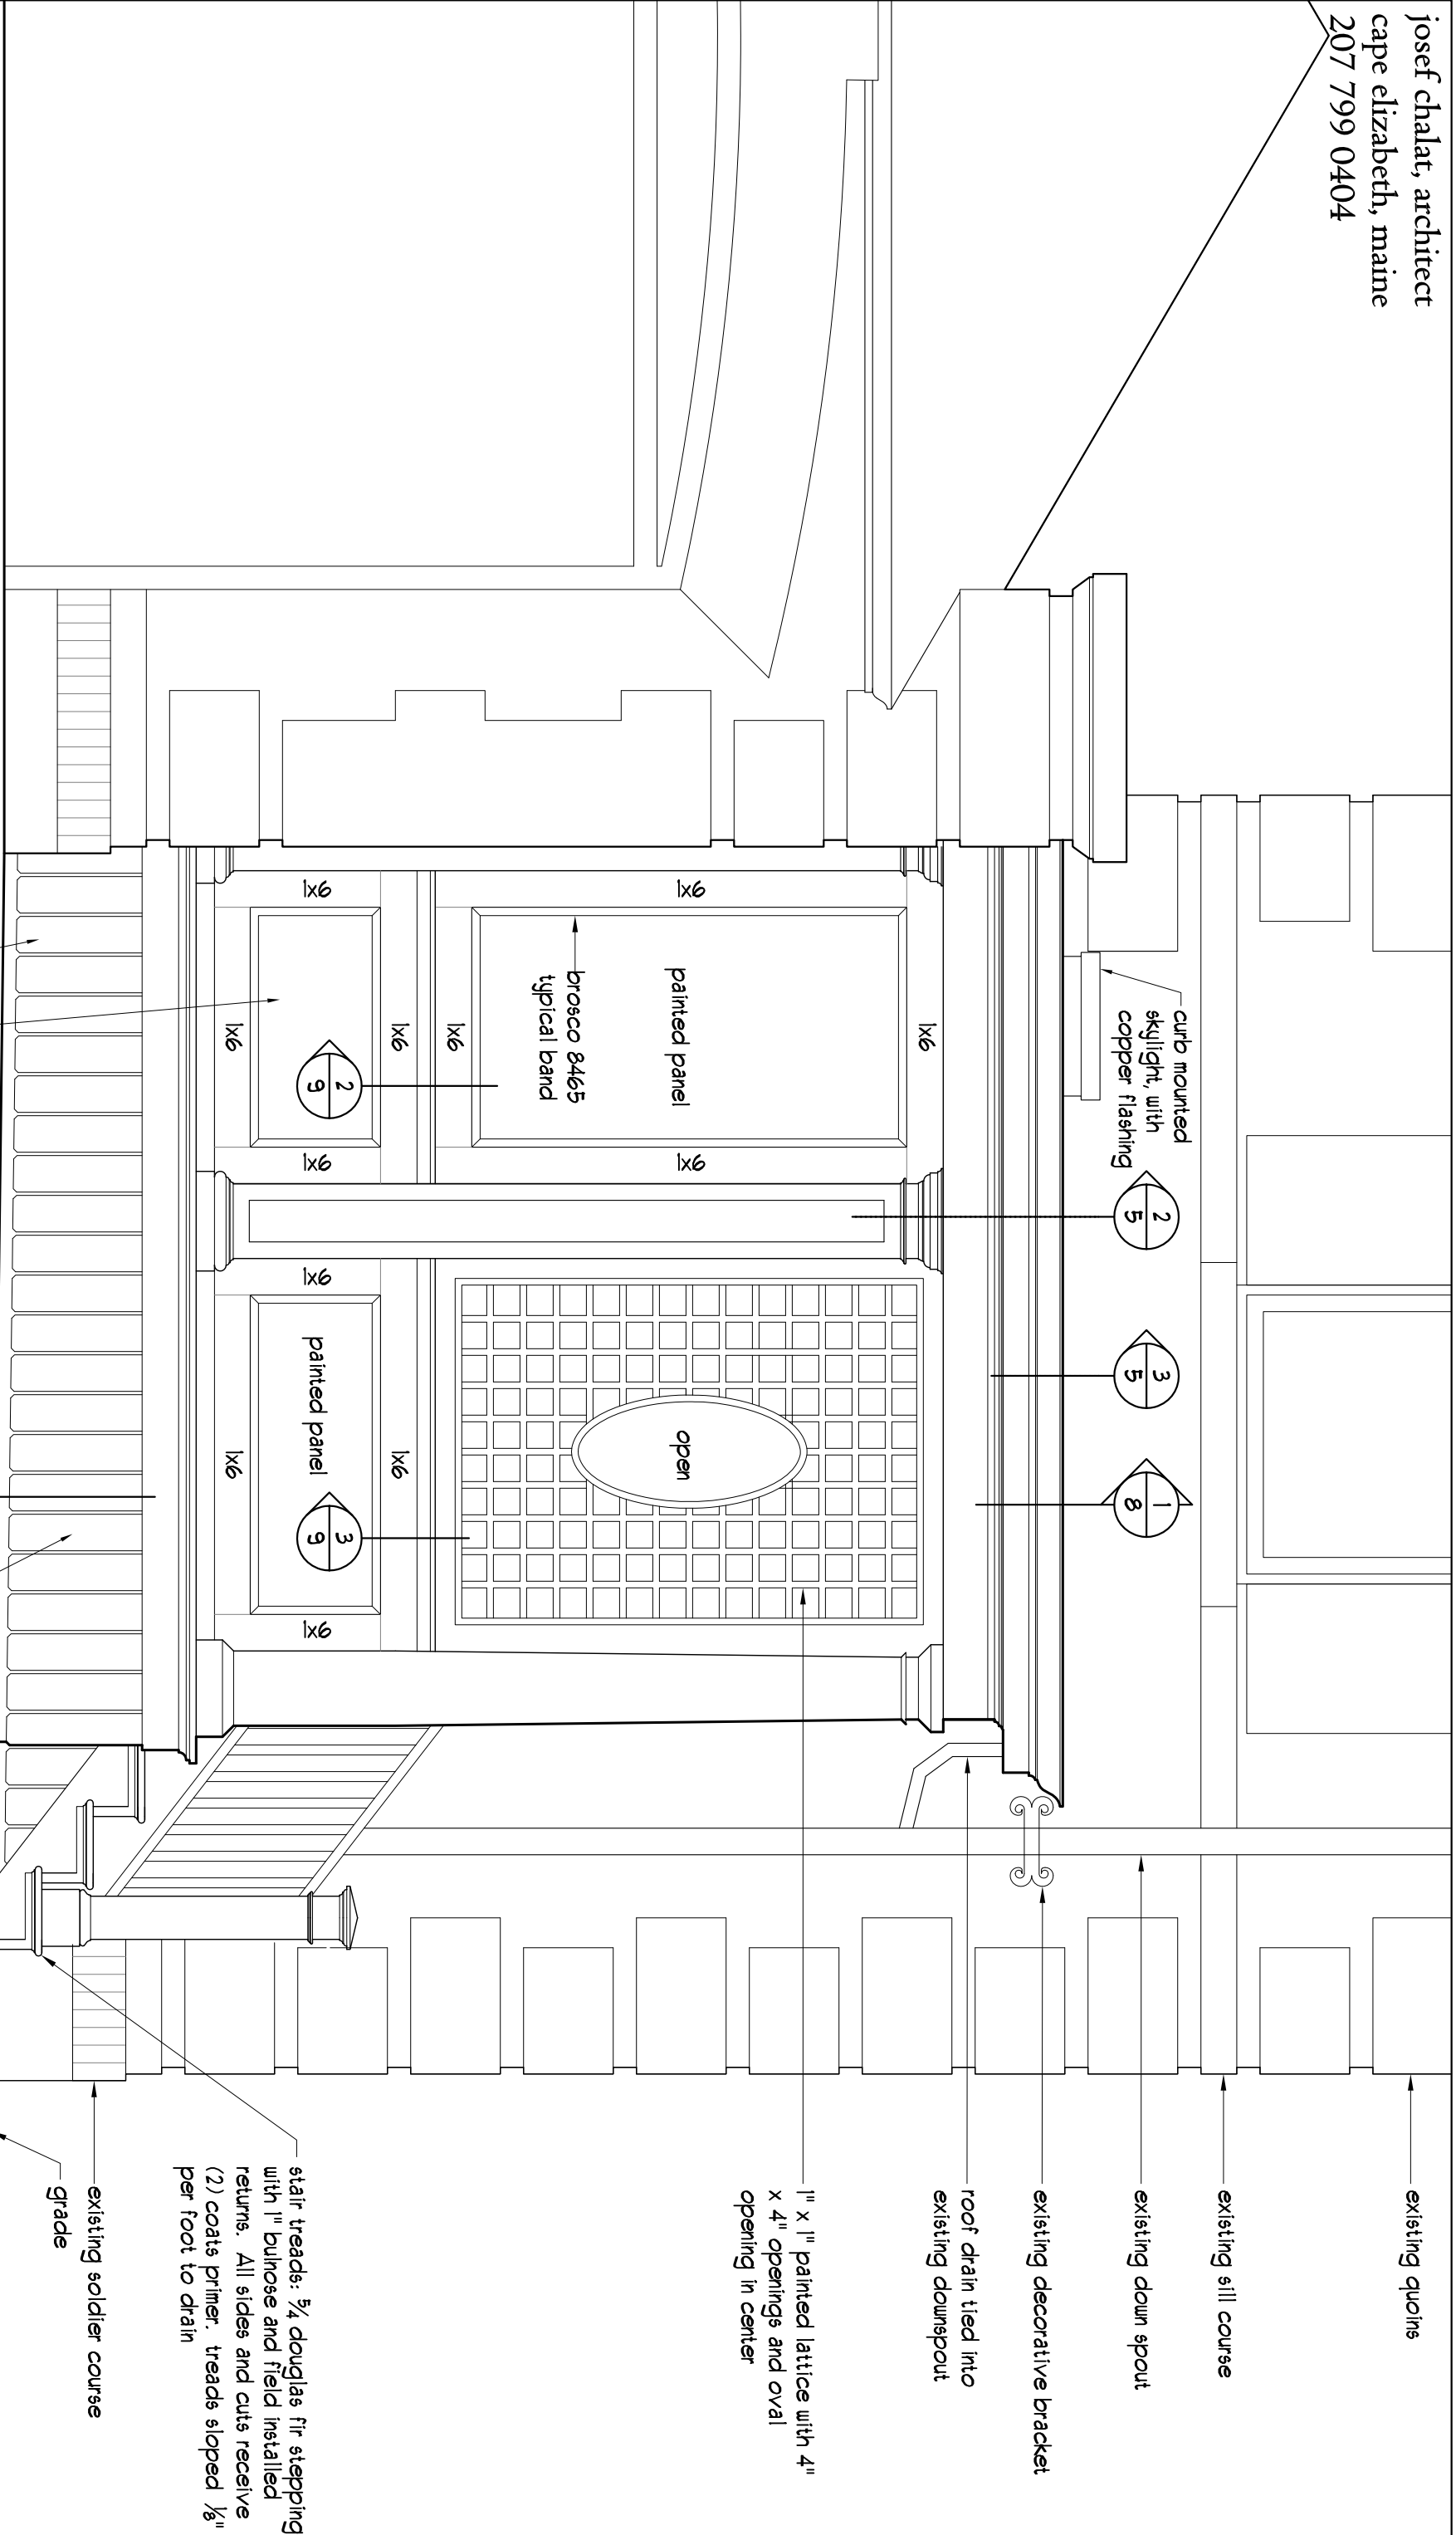 josef chalat, architect
cape elizabeth, maine
207 799 0404
existing quoins
existing sill course
existing down spout
existing decorative bracket
roof drain tied into
existing downspout
1" x 1" painted lattice with 4"
x 4" openings and oval
opening in center
stair treads: 5/4 douglas fir stepping
with 1" bulnose and field installed
returns. All sides and cuts receive
(2) coats primer. treads sloped 1/8"
per foot to drain
existing soldier course
grade
curb mounted
skylight, with
copper flashing
2
5
3
5
1
8
1x6
1x6
painted panel
1x6
brosco 8465
typical band
open
1x6
1x6
1x6
1x6
1x6
1x6
1x6
1x6
painted panel
1x6
1x6
2
9
3
9